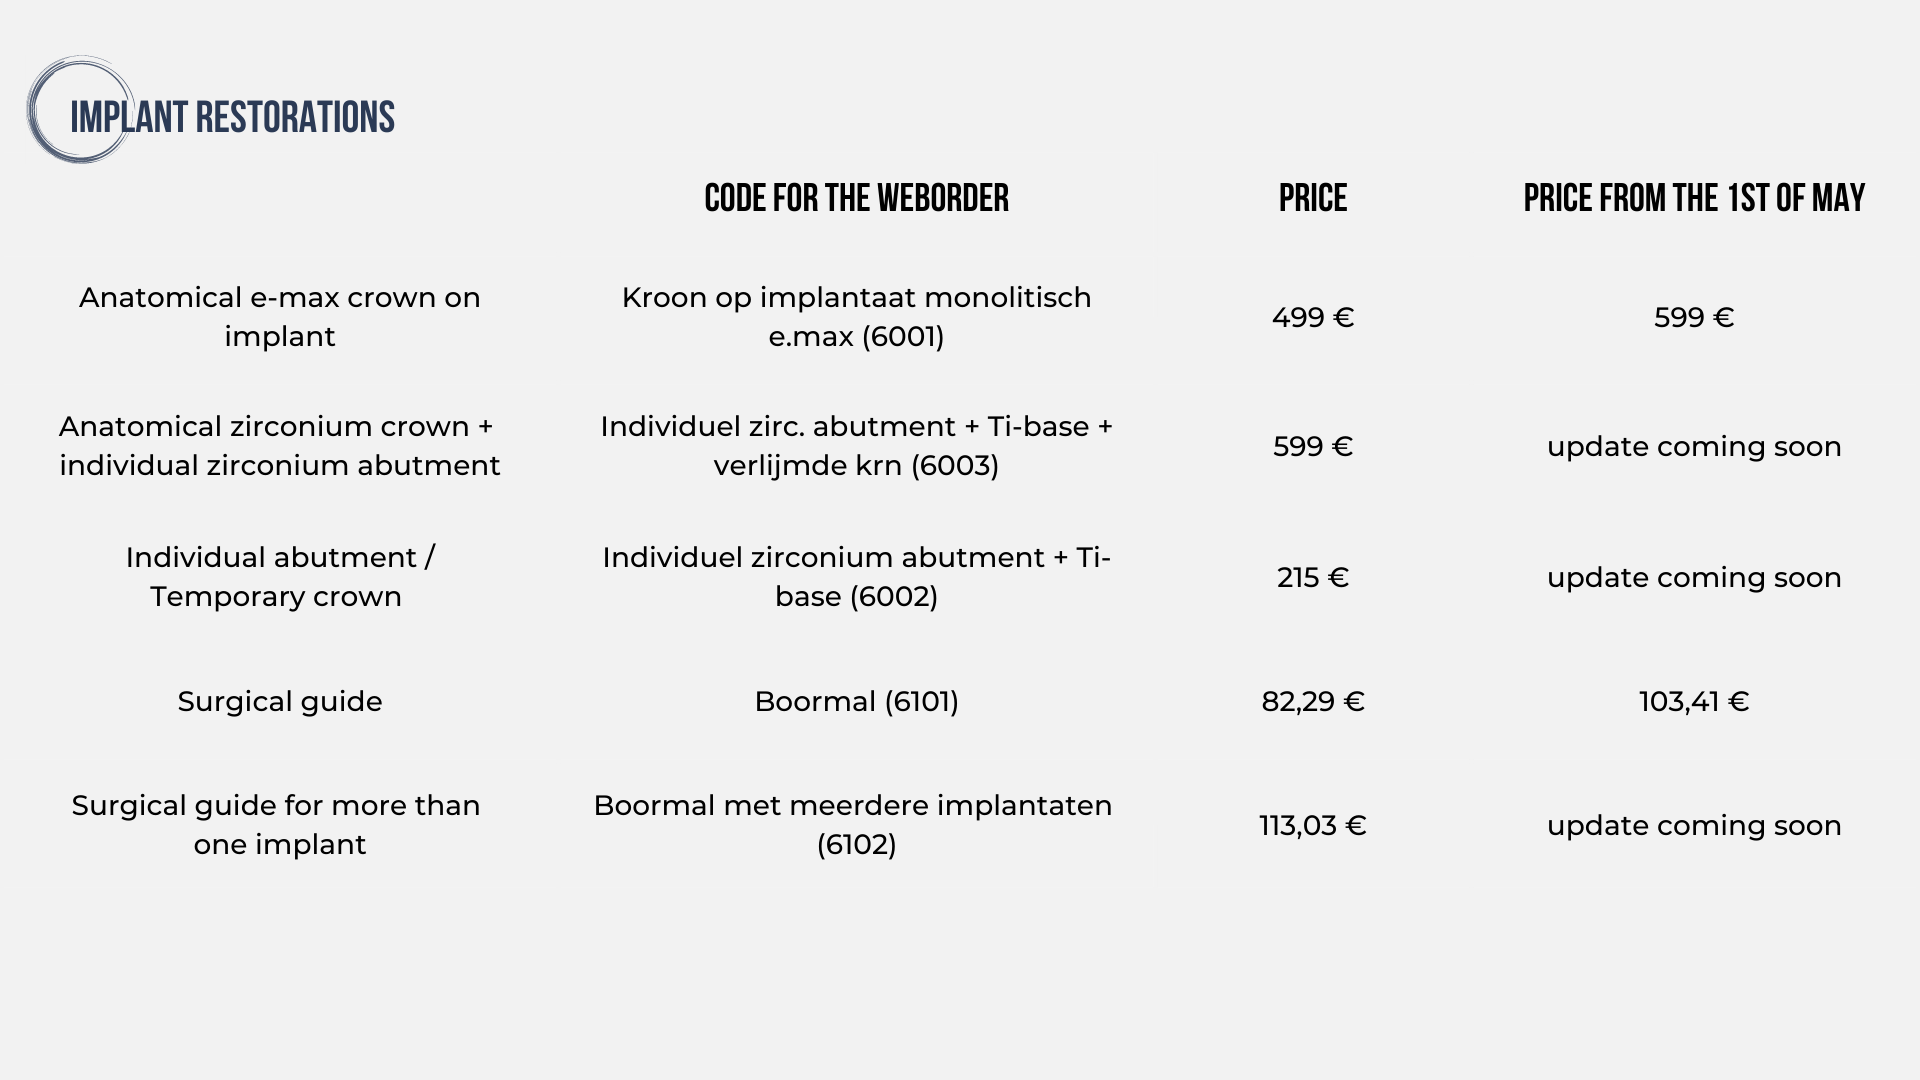 IMPLANT RESTORATIONS
CODE FOR THE WEBORDER
PRICE
PRICE FROM THE 1ST OF MAY
Anatomical e-max crown on
implant
Kroon op implantaat monolitisch
e.max (6001)
499 €
599 €
Anatomical zirconium crown +
individual zirconium abutment
Individuel zirc. abutment + Ti-base +
verlijmde krn (6003)
599 €
update coming soon
Individual abutment /
Temporary crown
Individuel zirconium abutment + Ti-
base (6002)
215 €
update coming soon
Surgical guide
Boormal (6101)
82,29 €
103,41 €
Surgical guide for more than
one implant
Boormal met meerdere implantaten
(6102)
113,03 €
update coming soon